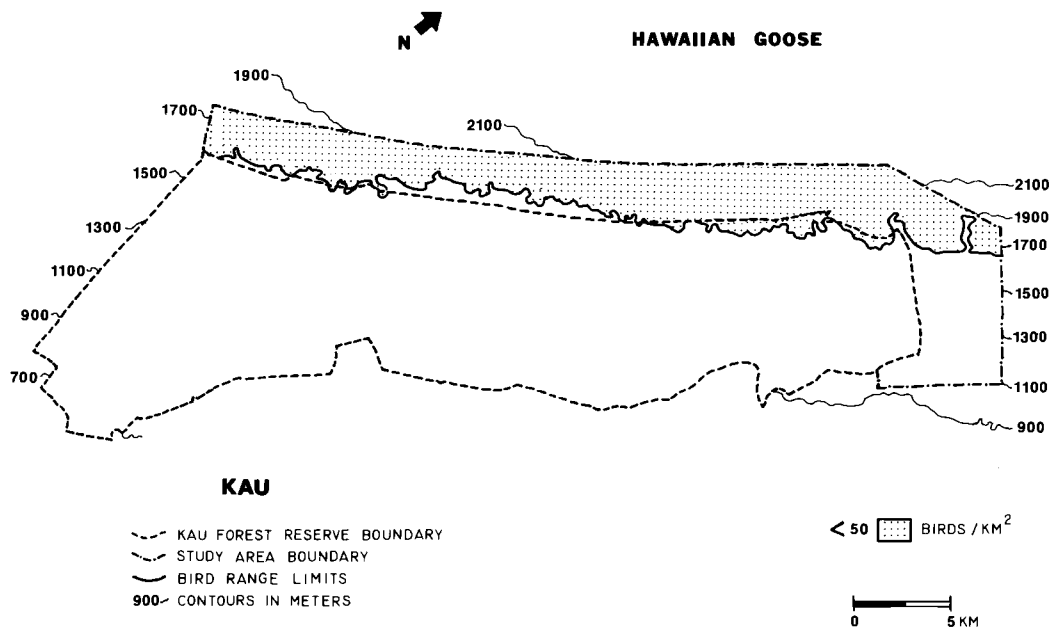 N
HAWAIIAN GOOSE
1900
1700
2100
1500
2100
1900
1300
1700
1100
1500
900
1300
700
1100
900
KAU
KAU FOREST RESERVE BOUNDARY
STUDY AREA BOUNDARY
BIRD RANGE LIMITS
900 CONTOURS IN METERS
< 50 BIRDS / KM²
0 5 KM